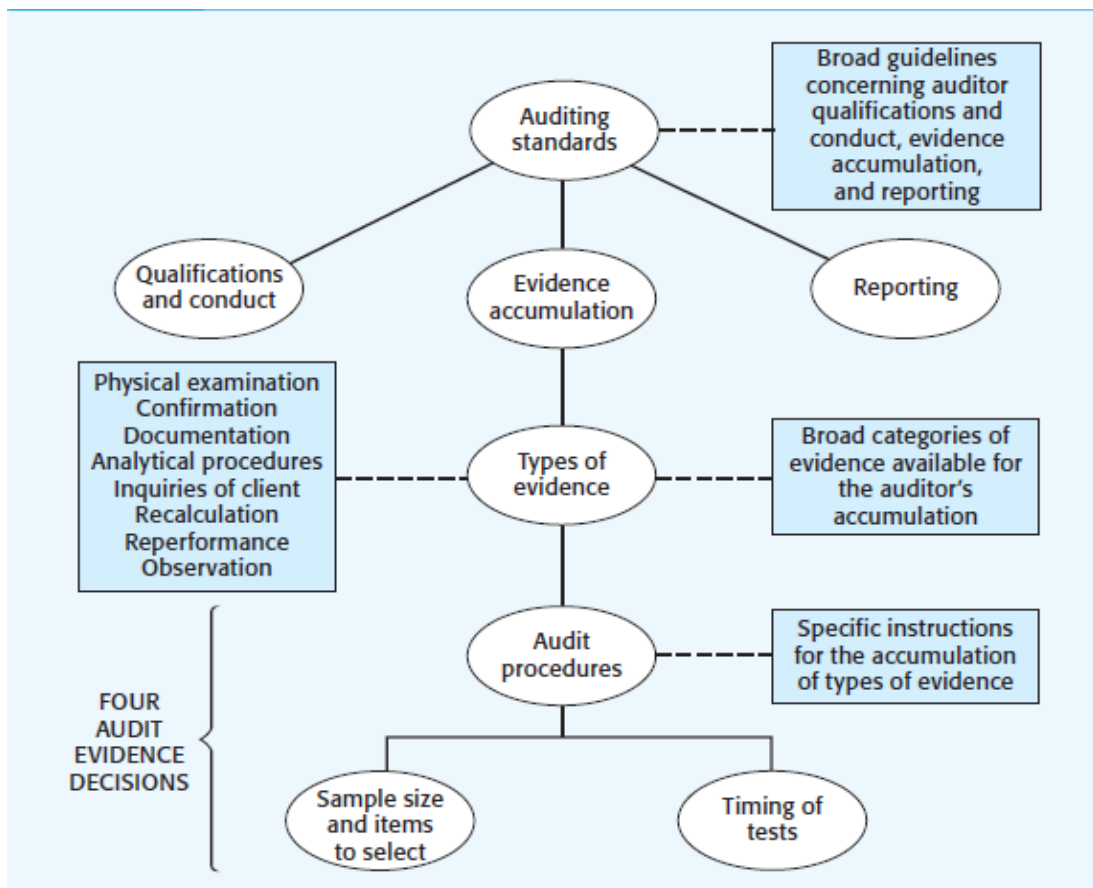 Auditing
standards
Broad guidelines
concerning auditor
qualifications and
conduct, evidence
accumulation,
and reporting
Qualifications
and conduct
Evidence
accumulation
Reporting
Physical examination
Confirmation
Documentation
Analytical procedures
Inquiries of client
Recalculation
Reperformance
Observation
Types of
evidence
Broad categories of
evidence available for
the auditor's
accumulation
Audit
procedures
Specific instructions
for the accumulation
of types of evidence
FOUR
AUDIT
EVIDENCE
DECISIONS
Sample size
and items
to select
Timing of
tests